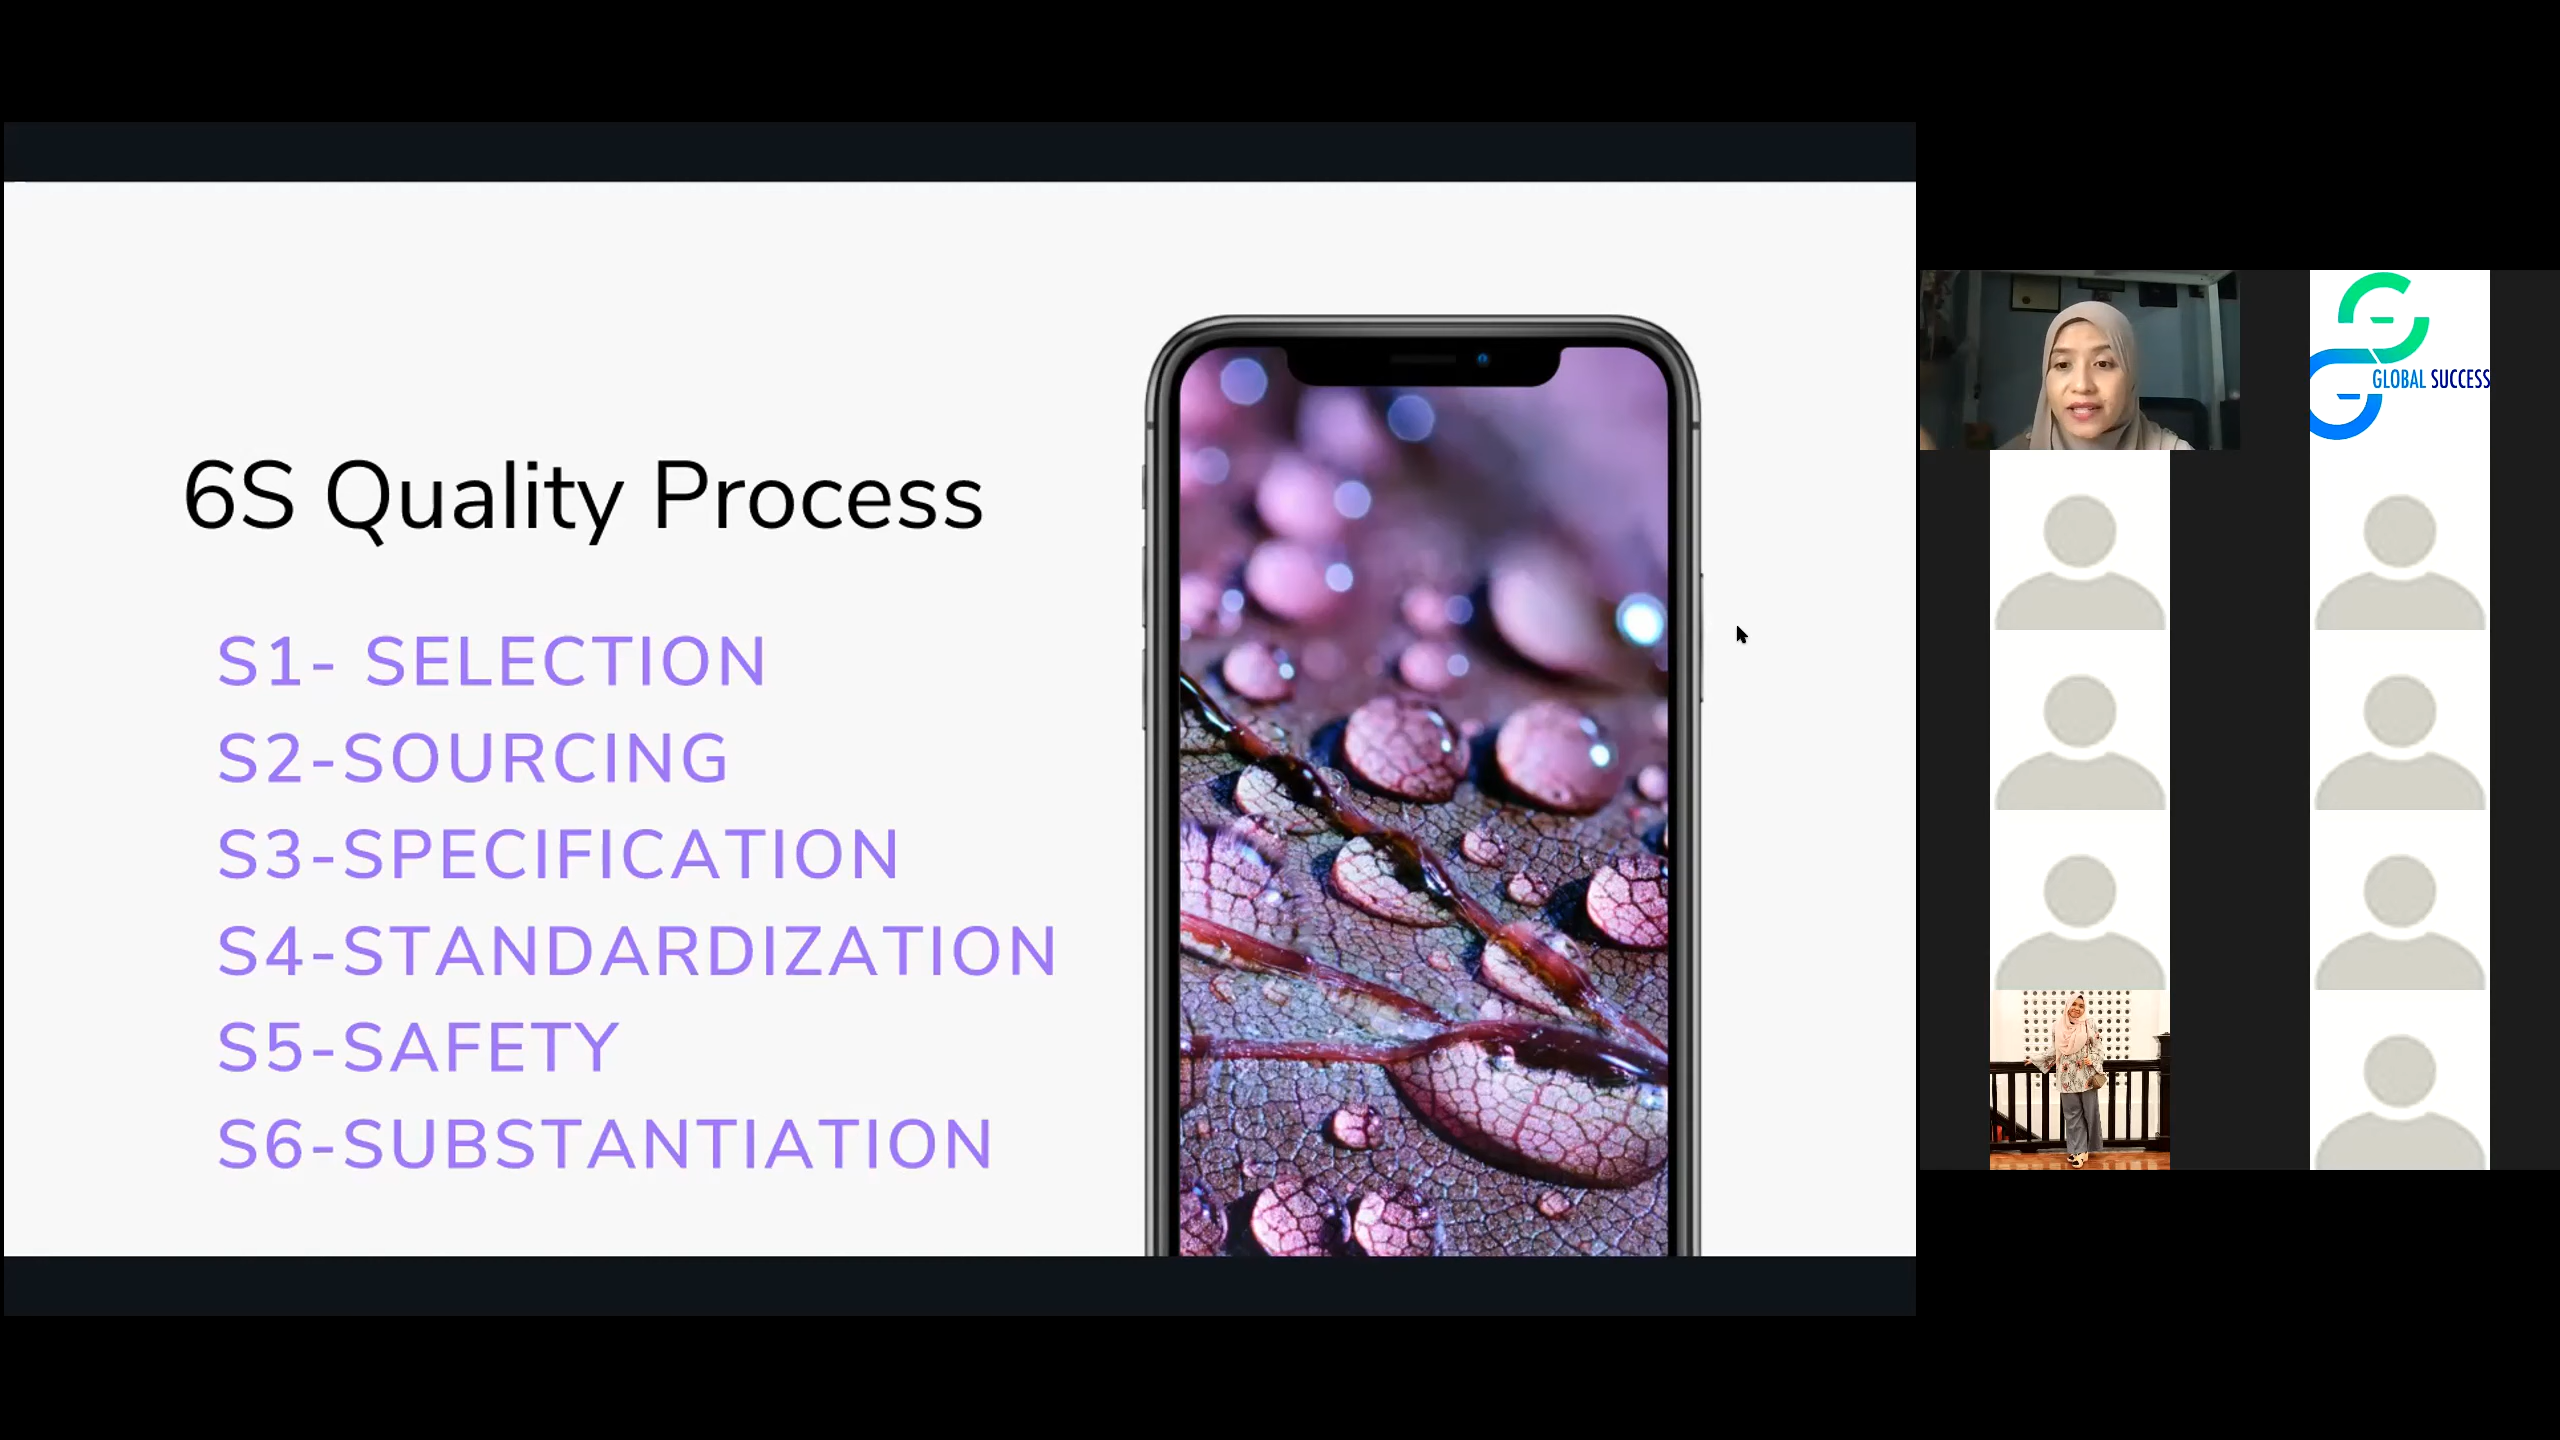 6S Quality Process
S1- SELECTION
S2-SOURCING
S3-SPECIFICATION
S4-STANDARDIZATION
S5-SAFETY
S6-SUBSTANTIATION
GLOBAL SUCCESS